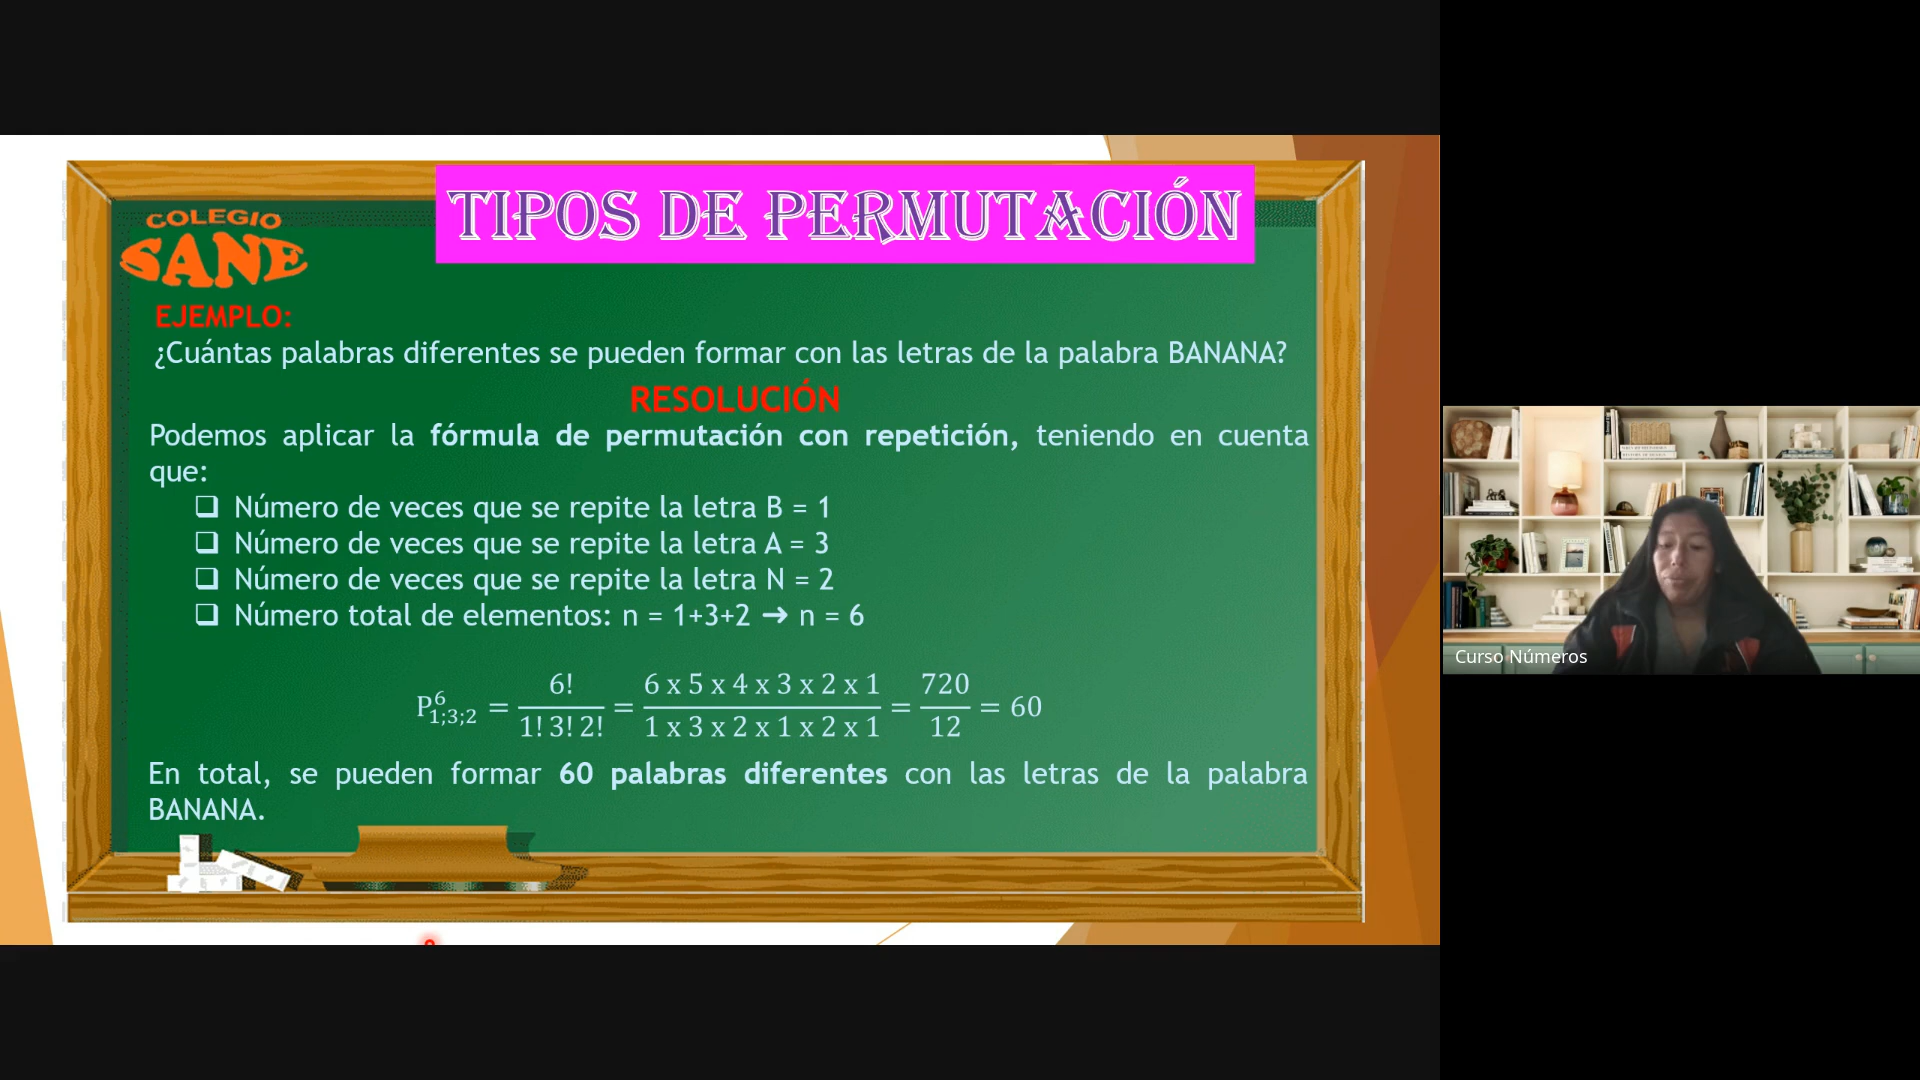 TIPOS DE PERMUTACIÓN
COLEGIO
SANE
EJEMPLO:
¿Cuántas palabras diferentes se pueden formar con las letras de la palabra BANANA?
RESOLUCIÓN
Podemos aplicar la fórmula de permutación con repetición, teniendo en cuenta
que:
❑ Número de veces que se repite la letra B = 1
❑ Número de veces que se repite la letra A = 3
❑ Número de veces que se repite la letra N = 2
❑ Número total de elementos: n = 1+3+2 ➔ n = 6
P⁶₁;₃;₂ = 6! / 1! 3! 2! = 6 x 5 x 4 x 3 x 2 x 1 / 1 x 3 x 2 x 1 x 2 x 1 = 720 / 12 = 60
En total, se pueden formar 60 palabras diferentes con las letras de la palabra
BANANA.
Curso Números